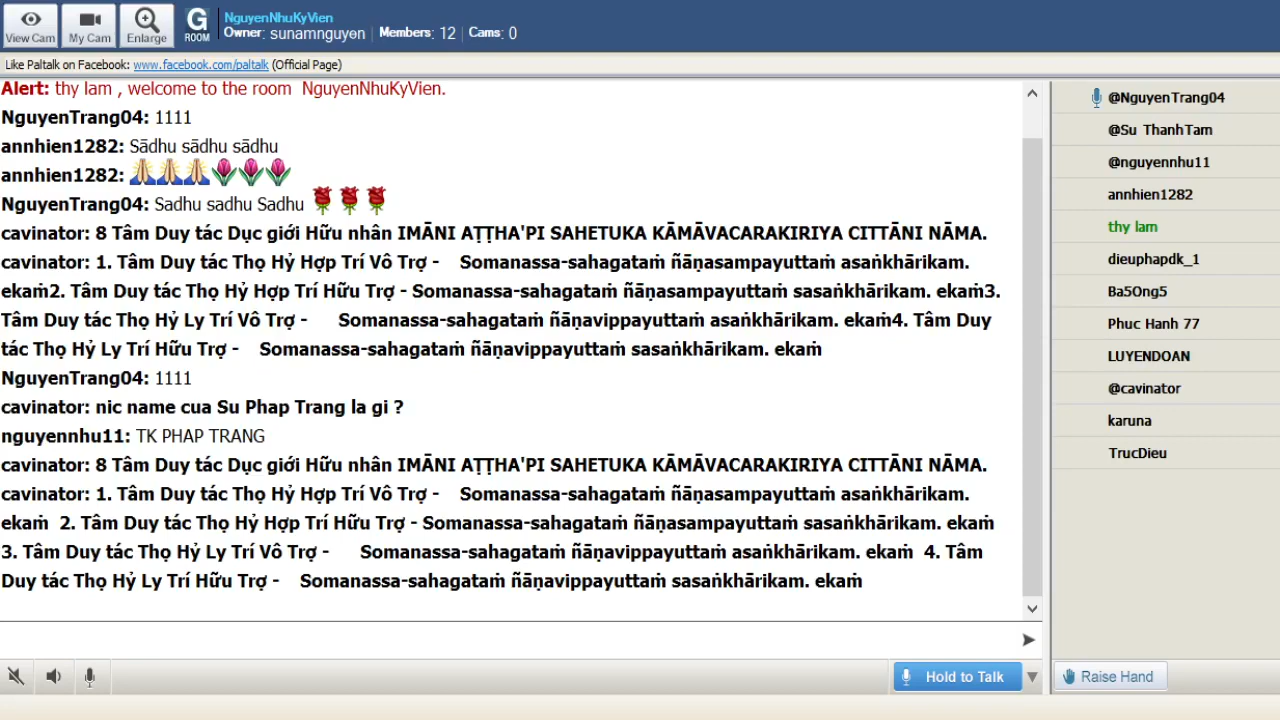 View Cam
My Cam
Enlarge
G
ROOM
NguyenNhuKyVien
Owner: sunamnguyen | Members: 12 | Cams: 0
Like Paltalk on Facebook: www.facebook.com/paltalk (Official Page)
Alert: thy lam , welcome to the room NguyenNhuKyVien.
NguyenTrang04: 1111
annhien1282: Sādhu sādhu sādhu
annhien1282: 🙏🙏🙏🌷🌷🌷
NguyenTrang04: Sadhu sadhu Sadhu 🌹🌹🌹
cavinator: 8 Tâm Duy tác Dục giới Hữu nhân IMĀNI AṬṬHA'PI SAHETUKA KĀMĀVACARAKIRIYA CITTĀNI NĀMA.
cavinator: 1. Tâm Duy tác Thọ Hỷ Hợp Trí Vô Trợ - Somanassa-sahagataṁ ñāṇasampayuttaṁ asaṅkhārikam.
ekaṁ2. Tâm Duy tác Thọ Hỷ Hợp Trí Hữu Trợ - Somanassa-sahagataṁ ñāṇasampayuttaṁ sasaṅkhārikam. ekaṁ3.
Tâm Duy tác Thọ Hỷ Ly Trí Vô Trợ - Somanassa-sahagataṁ ñāṇavippayuttaṁ asaṅkhārikam. ekaṁ4. Tâm Duy
tác Thọ Hỷ Ly Trí Hữu Trợ - Somanassa-sahagataṁ ñāṇavippayuttaṁ sasaṅkhārikam. ekaṁ
NguyenTrang04: 1111
cavinator: nic name cua Su Phap Trang la gi ?
nguyennhu11: TK PHAP TRANG
cavinator: 8 Tâm Duy tác Dục giới Hữu nhân IMĀNI AṬṬHA'PI SAHETUKA KĀMĀVACARAKIRIYA CITTĀNI NĀMA.
cavinator: 1. Tâm Duy tác Thọ Hỷ Hợp Trí Vô Trợ - Somanassa-sahagataṁ ñāṇasampayuttaṁ asaṅkhārikam.
ekaṁ 2. Tâm Duy tác Thọ Hỷ Hợp Trí Hữu Trợ - Somanassa-sahagataṁ ñāṇasampayuttaṁ sasaṅkhārikam. ekaṁ
3. Tâm Duy tác Thọ Hỷ Ly Trí Vô Trợ - Somanassa-sahagataṁ ñāṇavippayuttaṁ asaṅkhārikam. ekaṁ 4. Tâm
Duy tác Thọ Hỷ Ly Trí Hữu Trợ - Somanassa-sahagataṁ ñāṇavippayuttaṁ sasaṅkhārikam. ekaṁ
@NguyenTrang04
@Su ThanhTam
@nguyennhu11
annhien1282
thy lam
dieuphapdk_1
Ba5Ong5
Phuc Hanh 77
LUYENDOAN
@cavinator
karuna
TrucDieu
Hold to Talk
Raise Hand